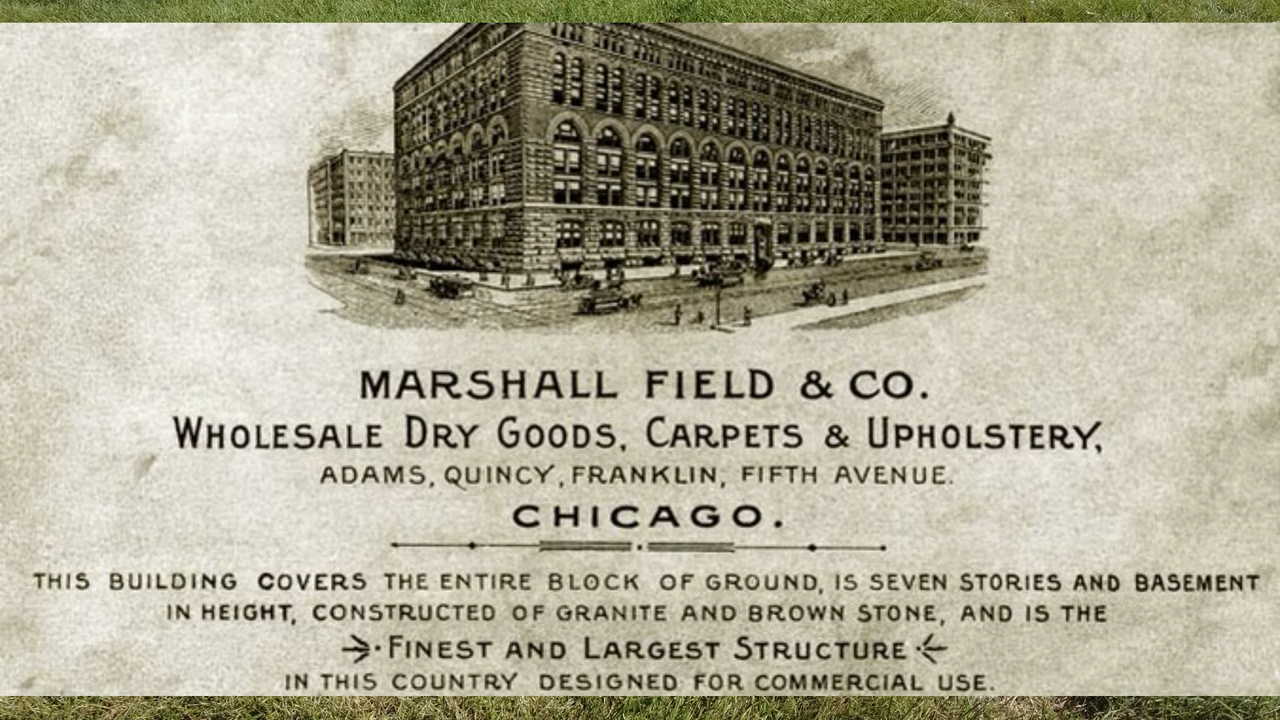 MARSHALL FIELD & CO.
WHOLESALE DRY GOODS, CARPETS & UPHOLSTERY,
ADAMS, QUINCY, FRANKLIN, FIFTH AVENUE.
CHICAGO.
THIS BUILDING COVERS THE ENTIRE BLOCK OF GROUND, IS SEVEN STORIES AND BASEMENT
IN HEIGHT, CONSTRUCTED OF GRANITE AND BROWN STONE, AND IS THE
FINEST AND LARGEST STRUCTURE
IN THIS COUNTRY DESIGNED FOR COMMERCIAL USE.